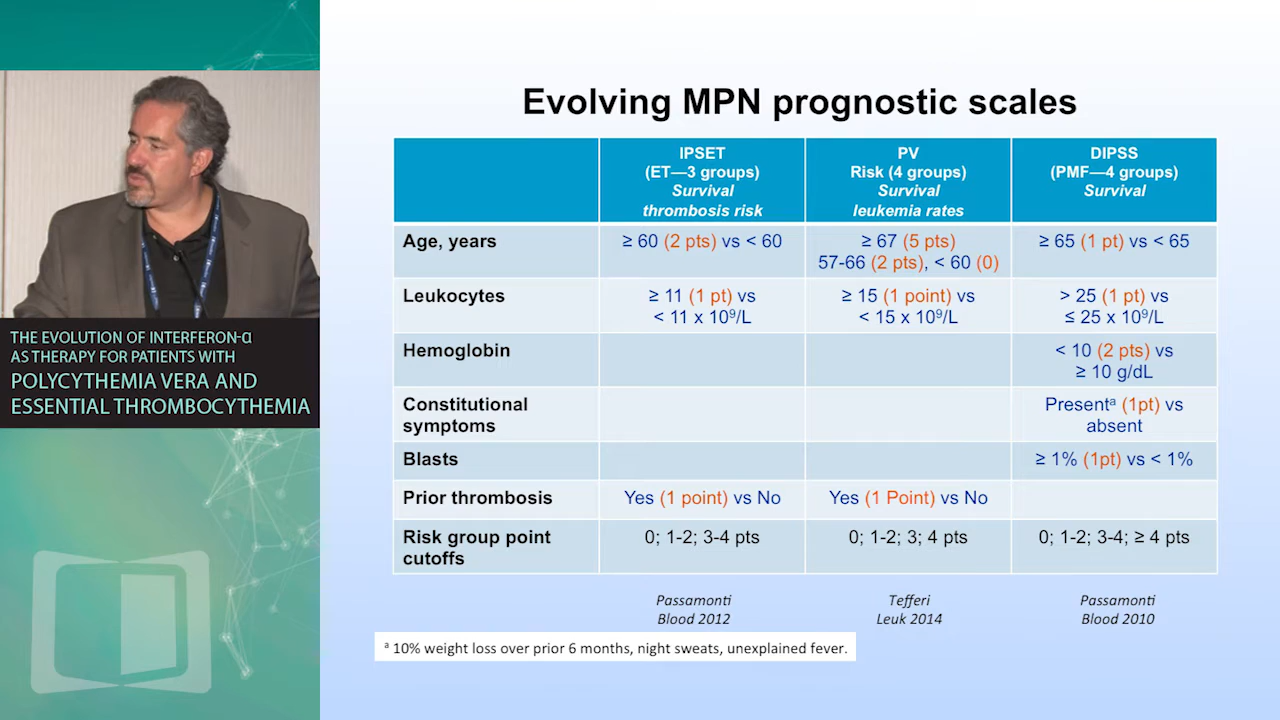 THE EVOLUTION OF INTERFERON-α
AS THERAPY FOR PATIENTS WITH
POLYCYTHEMIA VERA AND
ESSENTIAL THROMBOCYTHEMIA
Evolving MPN prognostic scales
IPSET
(ET—3 groups)
Survival
thrombosis risk
PV
Risk (4 groups)
Survival
leukemia rates
DIPSS
(PMF—4 groups)
Survival
Age, years
≥ 60 (2 pts) vs < 60
≥ 67 (5 pts)
57-66 (2 pts), < 60 (0)
≥ 65 (1 pt) vs < 65
Leukocytes
≥ 11 (1 pt) vs
< 11 x 10⁹/L
≥ 15 (1 point) vs
< 15 x 10⁹/L
> 25 (1 pt) vs
≤ 25 x 10⁹/L
Hemoglobin
< 10 (2 pts) vs
≥ 10 g/dL
Constitutional
symptoms
Presentᵃ (1pt) vs
absent
Blasts
≥ 1% (1pt) vs < 1%
Prior thrombosis
Yes (1 point) vs No
Yes (1 Point) vs No
Risk group point
cutoffs
0; 1-2; 3-4 pts
0; 1-2; 3; 4 pts
0; 1-2; 3-4; ≥ 4 pts
Passamonti
Blood 2012
Tefferi
Leuk 2014
Passamonti
Blood 2010
ᵃ 10% weight loss over prior 6 months, night sweats, unexplained fever.